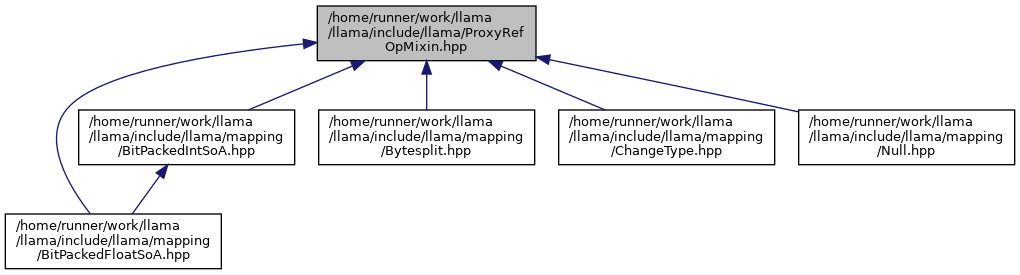 /home/runner/work/llama
/llama/include/llama/ProxyRef
OpMixin.hpp
/home/runner/work/llama
/llama/include/llama/mapping
/BitPackedIntSoA.hpp
/home/runner/work/llama
/llama/include/llama/mapping
/Bytesplit.hpp
/home/runner/work/llama
/llama/include/llama/mapping
/ChangeType.hpp
/home/runner/work/llama
/llama/include/llama/mapping
/Null.hpp
/home/runner/work/llama
/llama/include/llama/mapping
/BitPackedFloatSoA.hpp